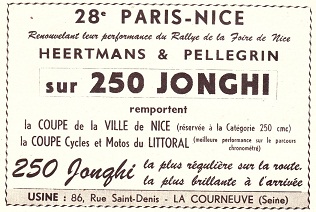 28e PARIS-NICE
Renouvelant leur performance du Rallye de la Foire de Nice
HEERTMANS & PELLEGRIN
sur 250 JONGHI
remportent
la COUPE de la VILLE de NICE (réservée à la Catégorie 250 cmc)
la COUPE Cycles et Motos du LITTORAL (meilleure performance sur le parcours chronométré)
250 Jonghi la plus régulière sur la route.
la plus brillante à l'arrivée
USINE : 86, Rue Saint-Denis - LA COURNEUVE (Seine)